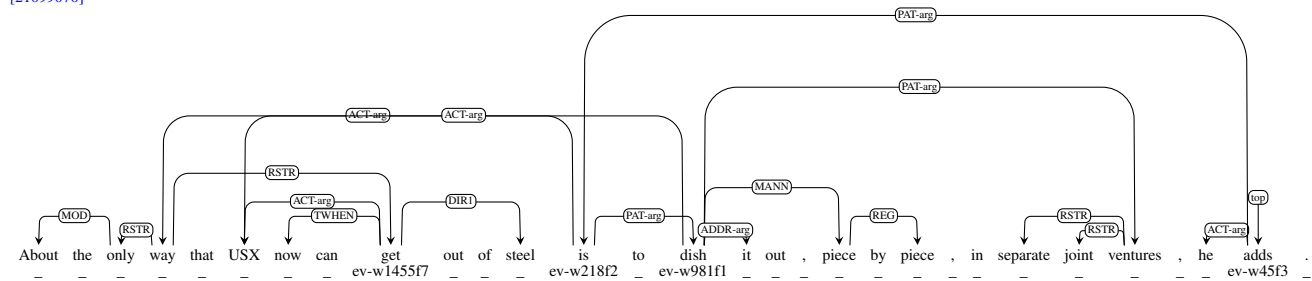 PAT-arg
PAT-arg
ACT-arg ACT-arg
RSTR
MANN
ACT-arg DIR1 top
MOD TWHEN PAT-arg REG RSTR
RSTR ADDR-arg RSTR ACT-arg
About the only way that USX now can get out of steel is to dish it out , piece by piece , in separate joint ventures , he adds .
_ _ _ _ _ _ _ _ ev-w1455f7 _ _ _ ev-w218f2 _ ev-w981f1 _ _ _ _ _ _ _ _ _ _ _ _ _ ev-w45f3 _